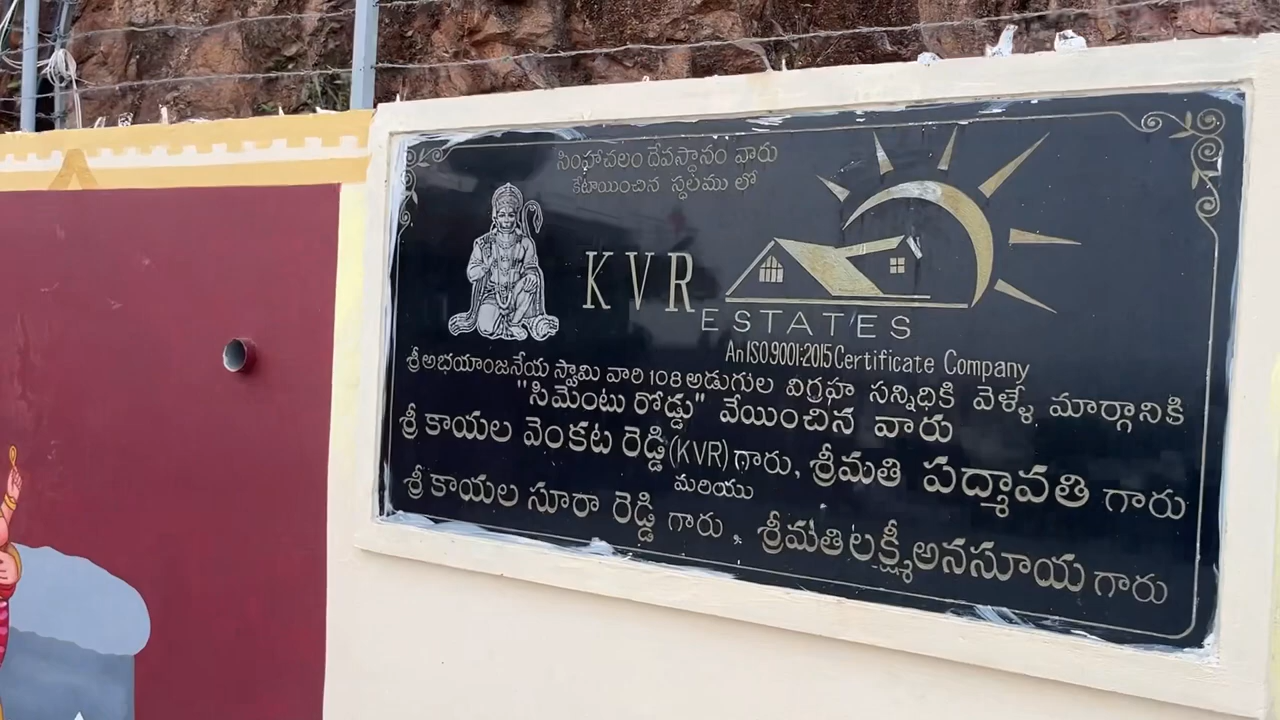 సింహాచలం దేవస్థానం వారు
కేటాయించిన స్థలము లో
KVR
ESTATES
An ISO 9001:2015 Certificate Company
శ్రీ అభయాంజనేయ స్వామి వారి 108 అడుగుల విగ్రహ సన్నిధికి వెళ్ళే మార్గానికి
"సిమెంటు రోడ్డు" వేయించిన వారు
శ్రీ కాయల వెంకట రెడ్డి (KVR) గారు, శ్రీమతి పద్మావతి గారు
మరియు
శ్రీ కాయల సూరా రెడ్డి గారు, శ్రీమతి లక్ష్మీ అనసూయ గారు